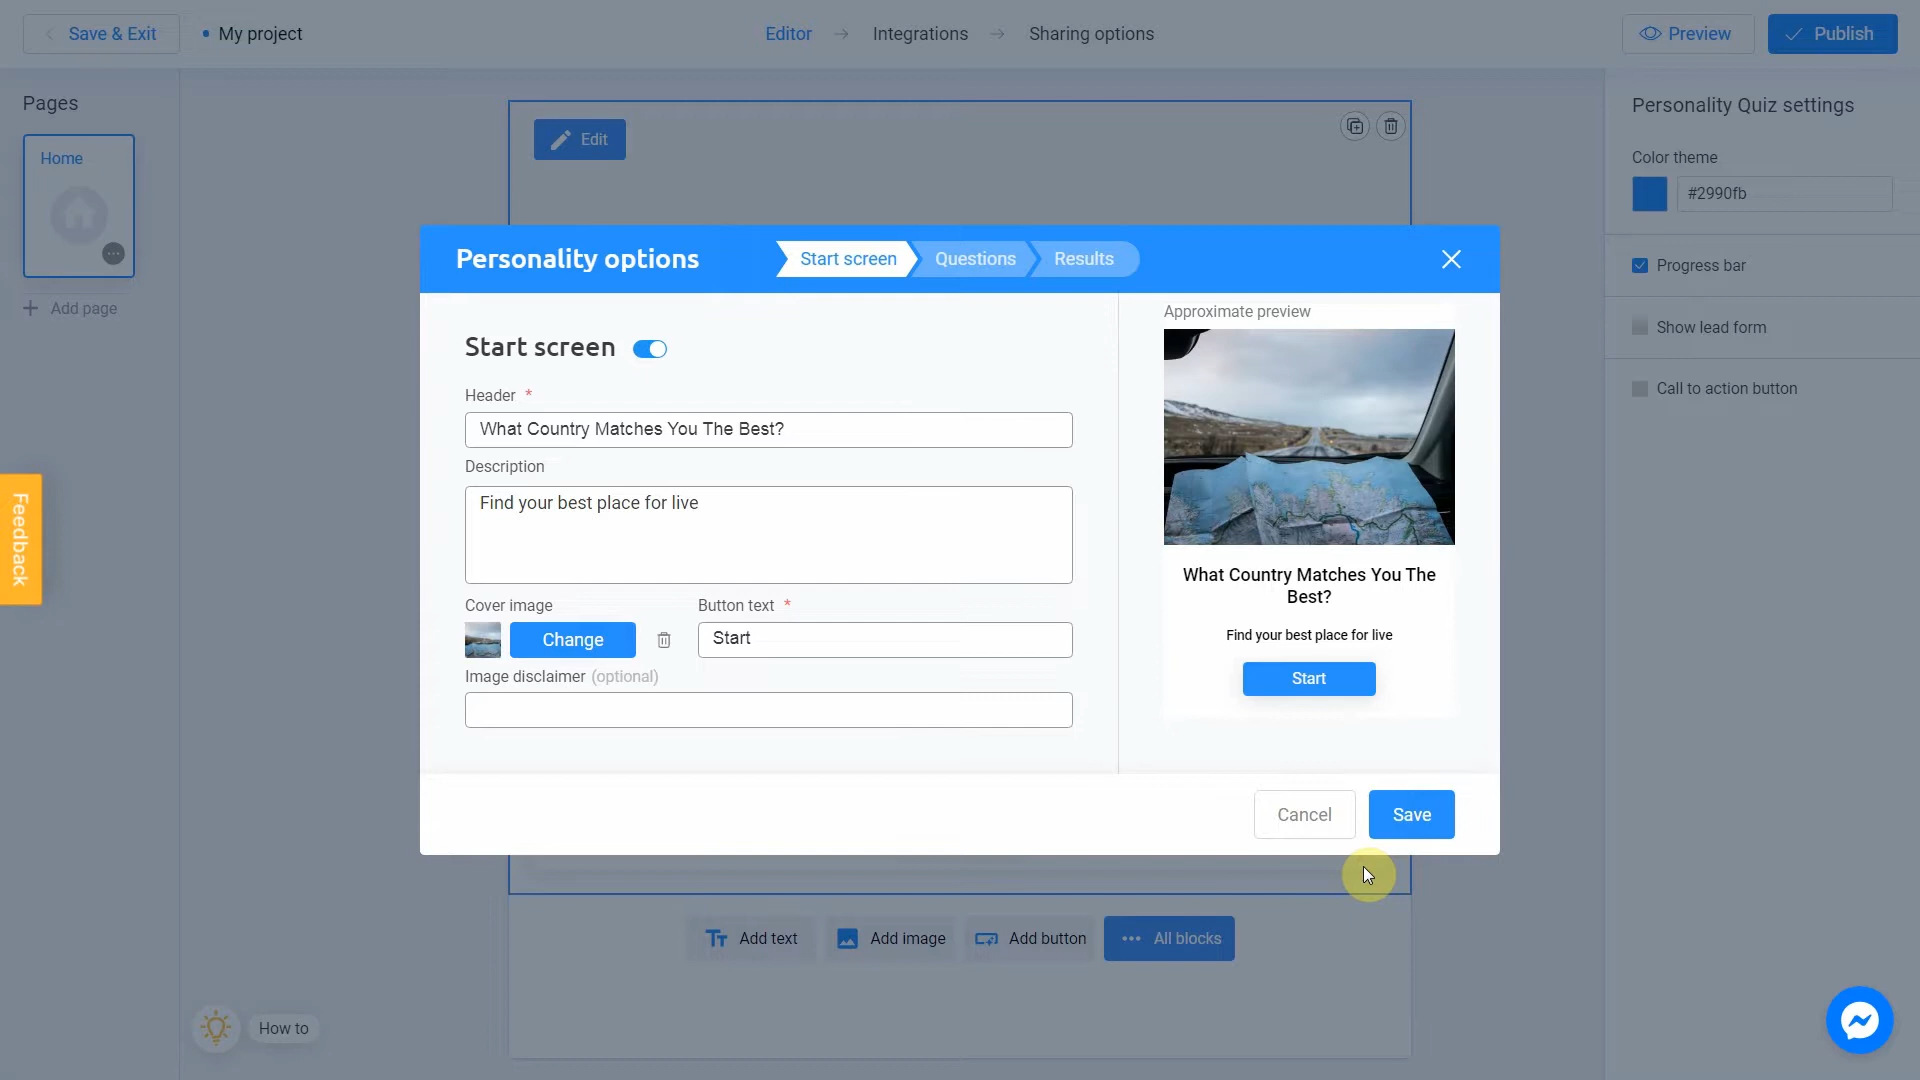 Save & Exit
My project
Editor
Integrations
Sharing options
Preview
Publish
Pages
Home
Add page
Edit
Personality Quiz settings
Color theme
#2990fb
Progress bar
Show lead form
Call to action button
Personality options
Start screen
Questions
Results
Start screen
Header *
What Country Matches You The Best?
Description
Find your best place for live
Cover image
Button text *
Change
Start
Image disclaimer (optional)
Approximate preview
What Country Matches You The
Best?
Find your best place for live
Start
Cancel
Save
Feedback
Add text
Add image
Add button
All blocks
How to